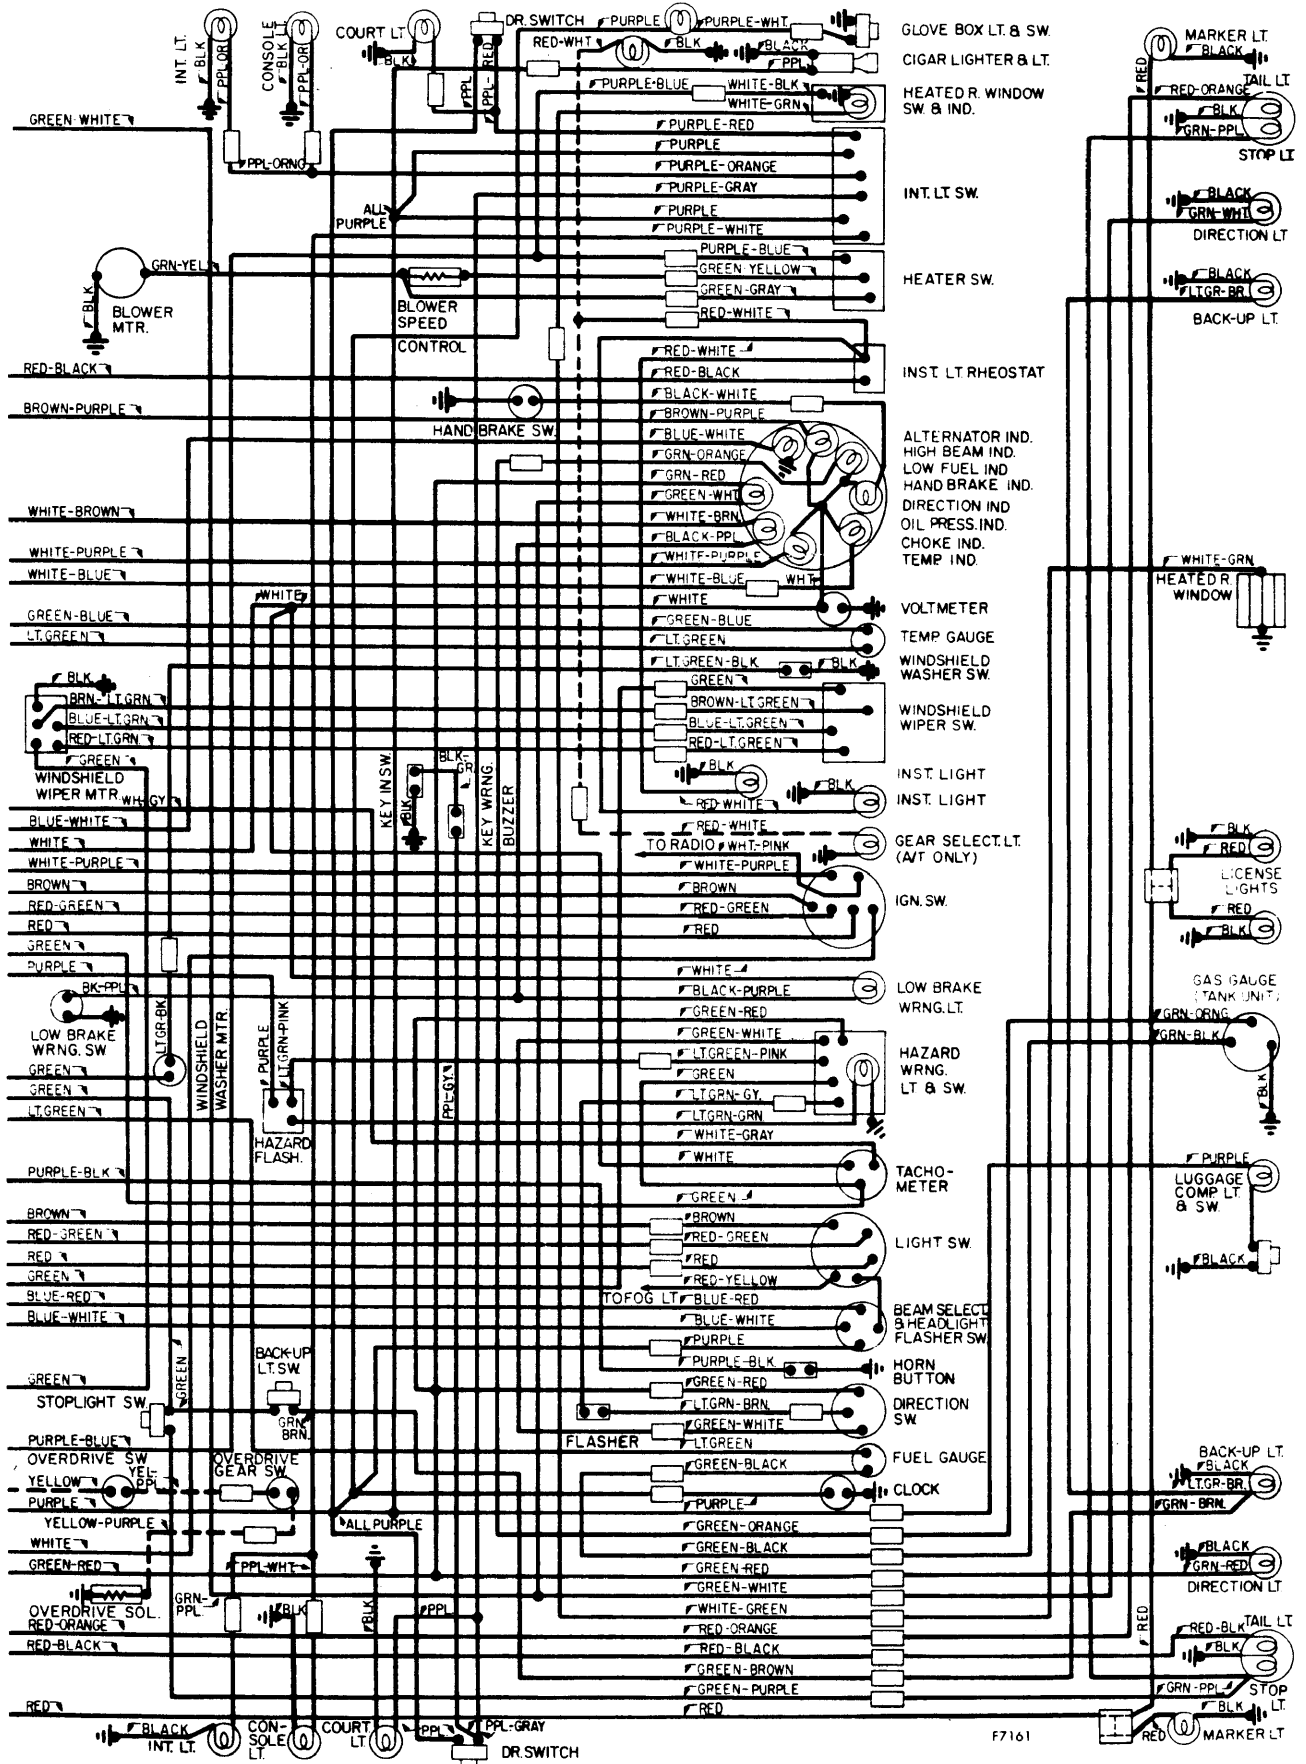 INT. LT.
BLK
PPL-OR
CONSOLE LT.
BLK
PPL-OR
COURT LT
BLK
DR. SWITCH
PPL
PPL-RED
PURPLE
PURPLE-WHT.
GLOVE BOX LT. & SW.
RED-WHT
BLK
BLACK
PPL
CIGAR LIGHTER & LT.
PURPLE-BLUE
WHITE-BLK
WHITE-GRN
HEATED R. WINDOW
SW. & IND.
MARKER LT.
BLACK
RED
TAIL LT
RED-ORANGE
BLK
GRN-PPL
STOP LT
GREEN-WHITE
PPL-ORNG
PURPLE-RED
PURPLE
PURPLE-ORANGE
PURPLE-GRAY
PURPLE
PURPLE-WHITE
INT. LT. SW.
ALL
PURPLE
BLACK
GRN-WHT
DIRECTION LT
GRN-YEL
BLK
BLOWER
MTR.
BLOWER
SPEED
CONTROL
PURPLE-BLUE
GREEN-YELLOW
GREEN-GRAY
RED-WHITE
HEATER SW.
BLACK
LT.GR-BR.
BACK-UP LT.
RED-BLACK
RED-WHITE
RED-BLACK
INST. LT. RHEOSTAT
BROWN-PURPLE
HAND BRAKE SW.
BLACK-WHITE
BROWN-PURPLE
BLUE-WHITE
GRN-ORANGE
GRN-RED
GREEN-WHT
WHITE-BRN
BLACK-PPL
WHITE-PURPLE
WHITE-BLUE
WHT
ALTERNATOR IND.
HIGH BEAM IND.
LOW FUEL IND
HAND BRAKE IND.
DIRECTION IND
OIL PRESS. IND.
CHOKE IND.
TEMP IND.
WHITE-BROWN
WHITE-PURPLE
WHITE-BLUE
WHITE
GREEN-BLUE
LT.GREEN
WHITE
VOLTMETER
GREEN-BLUE
LT.GREEN
TEMP GAUGE
LT.GREEN-BLK
BLK
WINDSHIELD
WASHER SW.
WHITE-GRN
HEATED R.
WINDOW
BLK
BRN-LT.GRN
BLUE-LT.GRN
RED-LT.GRN
GREEN
WINDSHIELD
WIPER MTR.
GREEN
BROWN-LT.GREEN
BLUE-LT.GREEN
RED-LT.GREEN
WINDSHIELD
WIPER SW.
KEY IN SW.
BLK
BLK-GR.
KEY WRNG.
BUZZER
BLK
INST. LIGHT
BLK
INST. LIGHT
RED-WHITE
RED-WHITE
GEAR SELECT. LT.
(A/T ONLY)
WH-GY
BLUE-WHITE
WHITE
WHITE-PURPLE
BROWN
RED-GREEN
RED
GREEN
PURPLE
TO RADIO
WHT-PINK
WHITE-PURPLE
BROWN
RED-GREEN
RED
IGN. SW.
BLK
RED
LICENSE
LIGHTS
RED
BLK
BK-PPL
LOW BRAKE
WRNG. SW
LT.GR-BK
WINDSHIELD
WASHER MTR.
PURPLE
LT.GRN-PINK
HAZARD
FLASH.
WHITE
BLACK-PURPLE
LOW BRAKE
WRNG. LT.
GREEN-RED
GREEN-WHITE
LT.GREEN-PINK
GREEN
LT.GRN-GY.
LT.GRN-GRN
HAZARD
WRNG.
LT & SW.
GAS GAUGE
(TANK UNIT)
GRN-ORNG
GRN-BLK
BLK
GREEN
GREEN
LT.GREEN
PPL-GY.
WHITE-GRAY
WHITE
GREEN
TACHO-
METER
PURPLE-BLK
PURPLE
LUGGAGE
COMP LT.
& SW.
BLACK
BROWN
RED-GREEN
RED
GREEN
BLUE-RED
BLUE-WHITE
BROWN
RED-GREEN
RED
RED-YELLOW
LIGHT SW.
TO FOG LT
BLUE-RED
BLUE-WHITE
PURPLE
BEAM SELECT
& HEADLIGHT
FLASHER SW.
PURPLE-BLK.
HORN
BUTTON
GREEN
STOPLIGHT SW.
GREEN
BACK-UP
LT. SW.
GRN
BRN.
GREEN-RED
LT.GRN-BRN.
GREEN-WHITE
DIRECTION
SW.
FLASHER
LT.GREEN
GREEN-BLACK
FUEL GAUGE
PURPLE
CLOCK
PURPLE-BLUE
OVERDRIVE SW
YELLOW
YEL-
PPL
OVERDRIVE
GEAR SW.
PURPLE
YELLOW-PURPLE
ALL PURPLE
BACK-UP LT.
BLACK
LT.GR-BR.
GRN-BRN.
WHITE
GREEN-RED
OVERDRIVE SOL.
RED-ORANGE
RED-BLACK
GRN-
PPL
PPL-WHT
BLK
BLK
PPL
GREEN-ORANGE
GREEN-BLACK
GREEN-RED
GREEN-WHITE
WHITE-GREEN
RED-ORANGE
RED-BLACK
GREEN-BROWN
GREEN-PURPLE
RED
BLACK
GRN-RED
DIRECTION LT
RED
TAIL LT
RED-BLK
BLK
GRN-PPL
STOP
LT.
RED
BLACK
INT. LT.
CON-
SOLE
LT.
COURT
LT
PPL
PPL-GRAY
DR. SWITCH
F7161
RED
BLK
MARKER LT